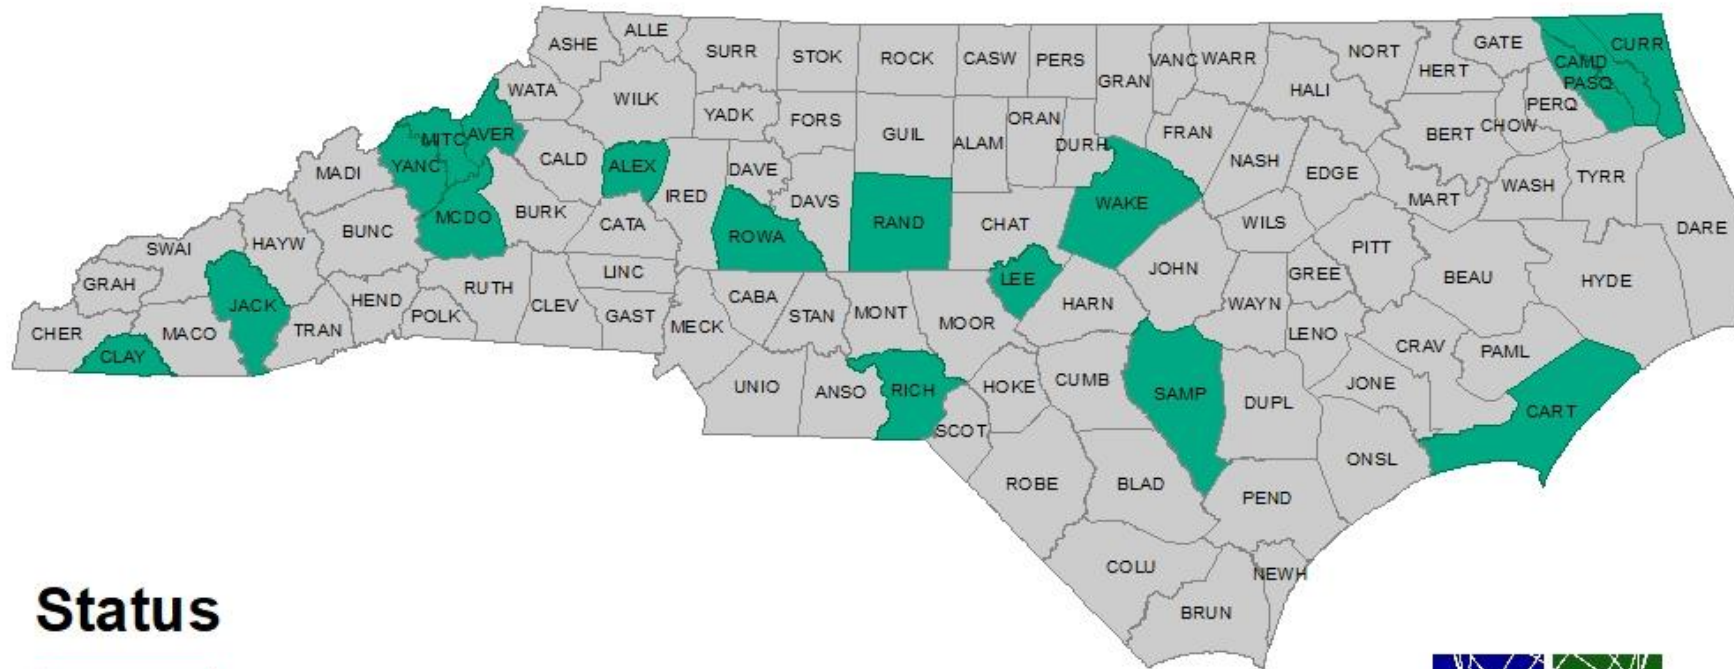 ALLE
ASHE
SURR
STOK
ROCK
CASW
PERS
GRAN
VANC
WARR
NORT
GATE
HERT
CURR
CAMD
PASQ
WATA
WILK
YADK
FORS
GUIL
ALAM
ORAN
DURH
FRAN
HALI
BERT
CHOW
PERQ
MITC
AVER
YANC
MADI
CALD
ALEX
IRED
DAVE
DAVS
RAND
CHAT
WAKE
NASH
EDGE
MART
WASH
TYRR
DARE
MCDO
BUNC
BURK
CATA
ROWA
WILS
PITT
BEAU
HYDE
SWAI
HAYW
GRAH
JACK
HEND
RUTH
LINC
LEE
JOHN
GREE
CHER
CLAY
MACO
TRAN
POLK
CLEV
GAST
MECK
CABA
STAN
MONT
MOOR
HARN
WAYN
LENO
CRAV
PAML
UNIO
ANSO
RICH
HOKE
CUMB
SAMP
DUPL
JONE
CART
SCOT
ROBE
BLAD
PEND
ONSL
COLU
NEWH
BRUN
Status